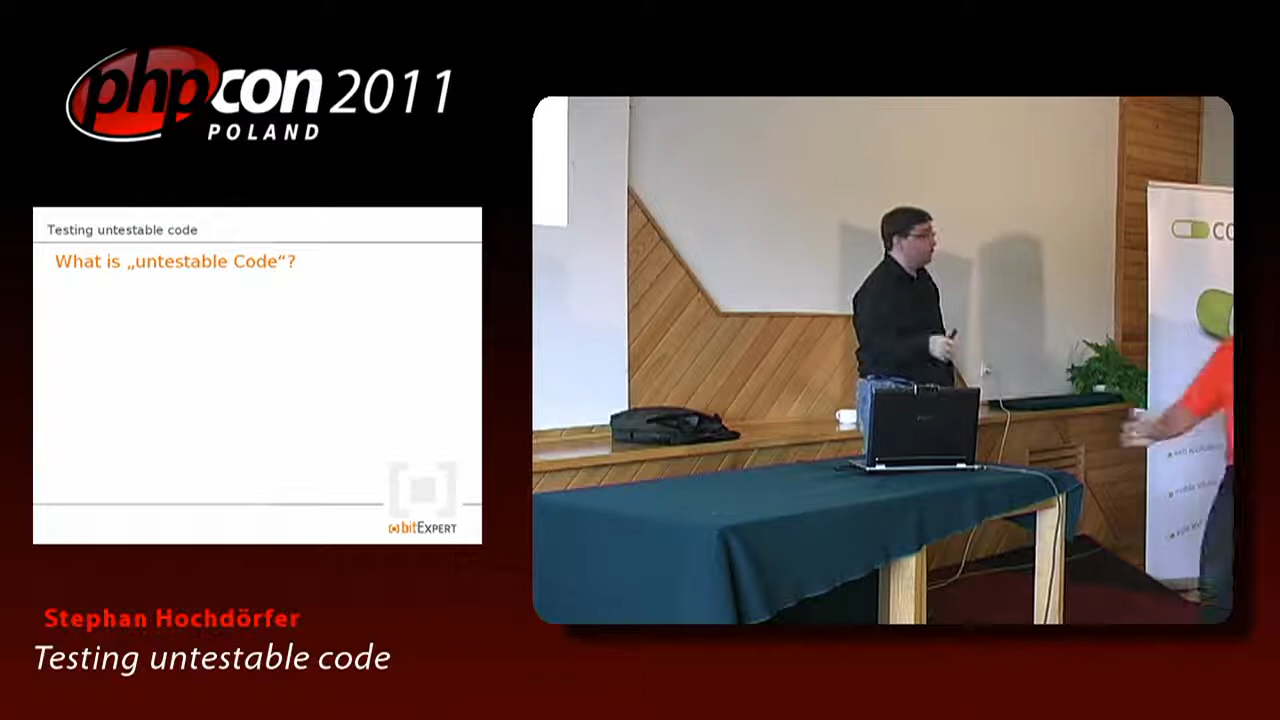 phpcon 2011
POLAND
Testing untestable code
What is „untestable Code“?
bitExpert
Stephan Hochdörfer
Testing untestable code